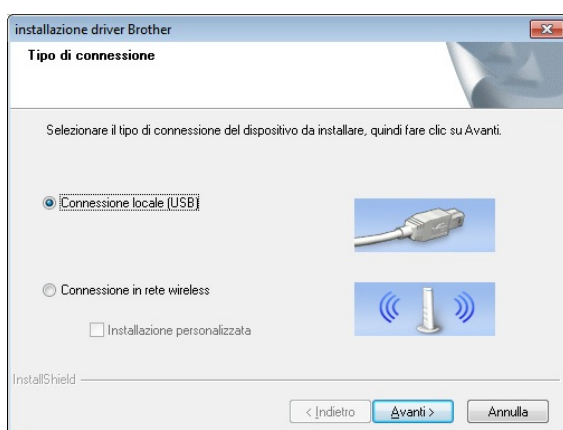 installazione driver Brother
Tipo di connessione
Selezionare il tipo di connessione del dispositivo da installare, quindi fare clic su Avanti.
Connessione locale (USB)
Connessione in rete wireless
Installazione personalizzata
InstallShield
< Indietro
Avanti >
Annulla